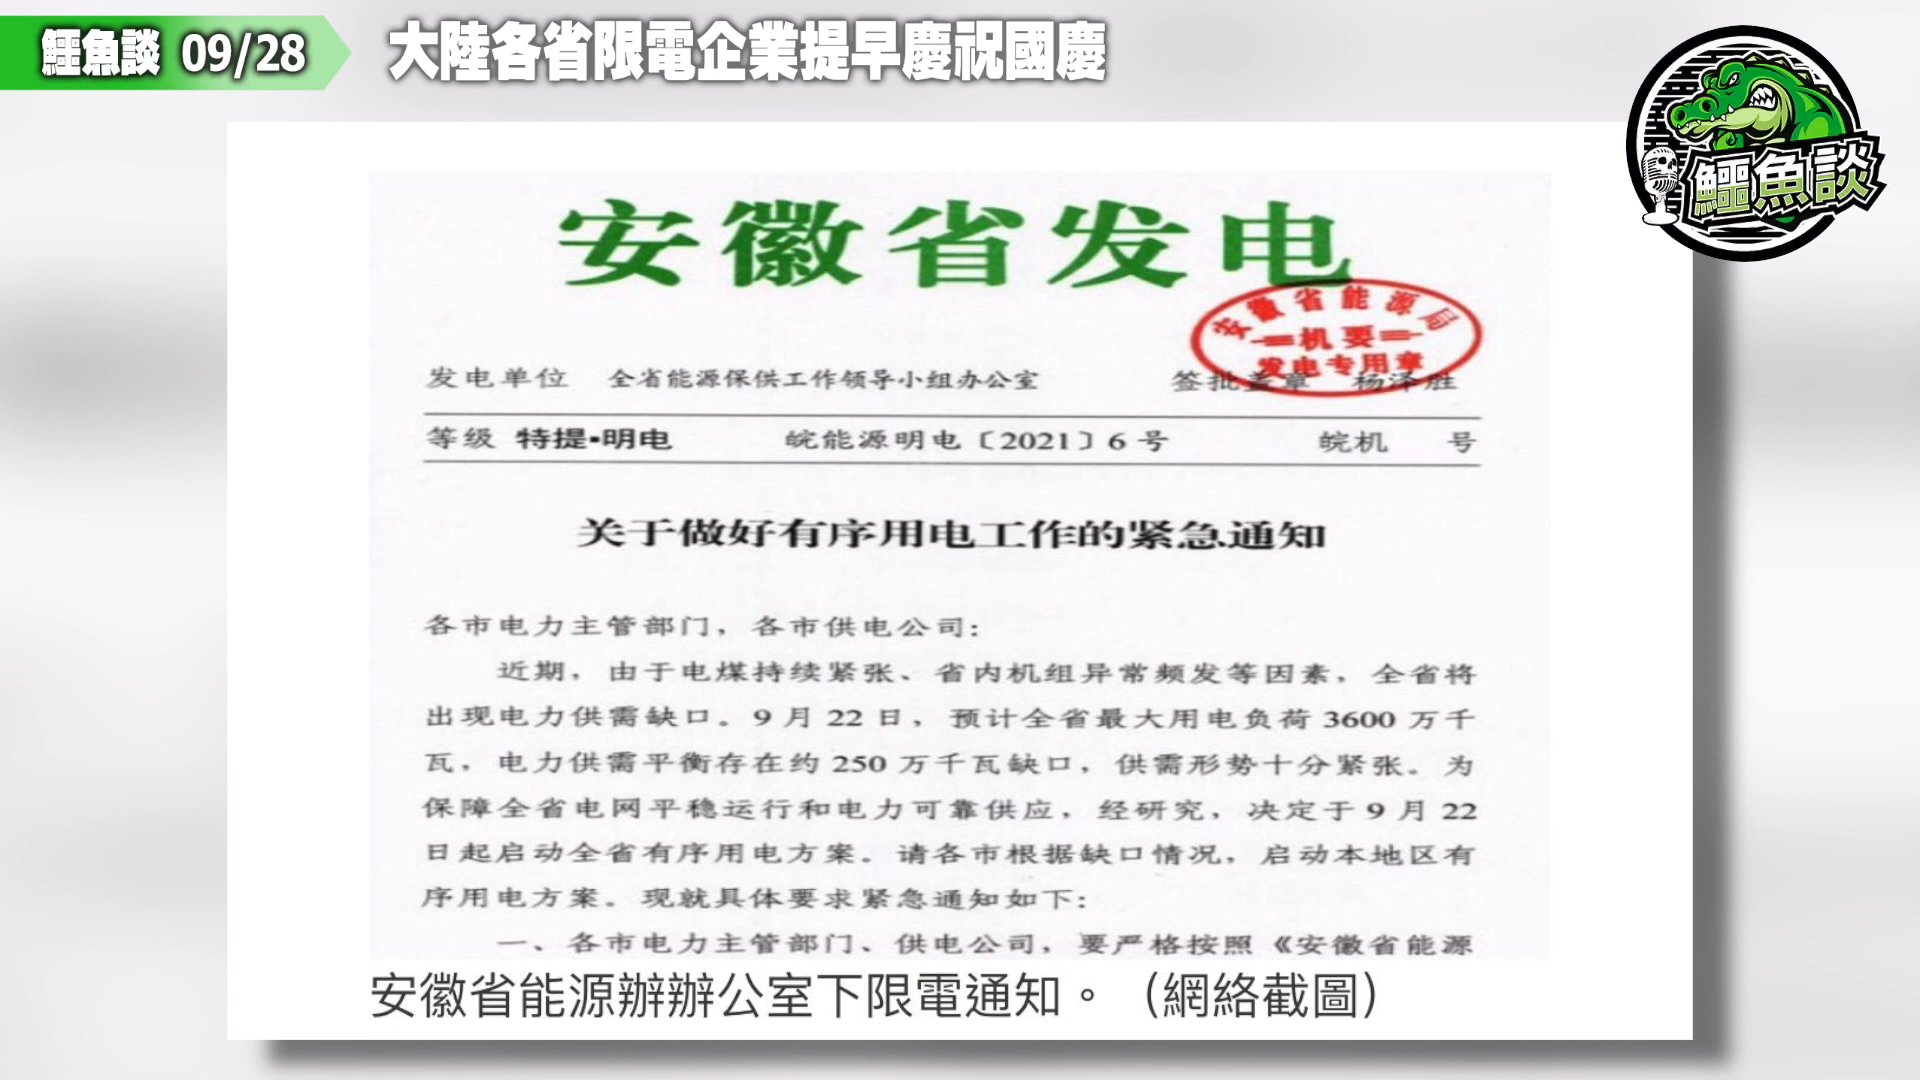 鱷魚談 09/28
大陸各省限電企業提早慶祝國慶
鱷魚談
安徽省发电
安徽省能源局
机要
发电专用章
发电单位 全省能源保供工作领导小组办公室 签批盖章 杨泽胜
等级 特提·明电 皖能源明电〔2021〕6 号 皖机 号
关于做好有序用电工作的紧急通知
各市电力主管部门，各市供电公司：
近期，由于电煤持续紧张、省内机组异常频发等因素，全省将
出现电力供需缺口。9 月 22 日，预计全省最大用电负荷 3600 万千
瓦，电力供需平衡存在约 250 万千瓦缺口，供需形势十分紧张。为
保障全省电网平稳运行和电力可靠供应，经研究，决定于 9 月 22
日起启动全省有序用电方案。请各市根据缺口情况，启动本地区有
序用电方案。现就具体要求紧急通知如下：
一、各市电力主管部门、供电公司，要严格按照《安徽省能源
安徽省能源辦辦公室下限電通知。（網絡截圖）